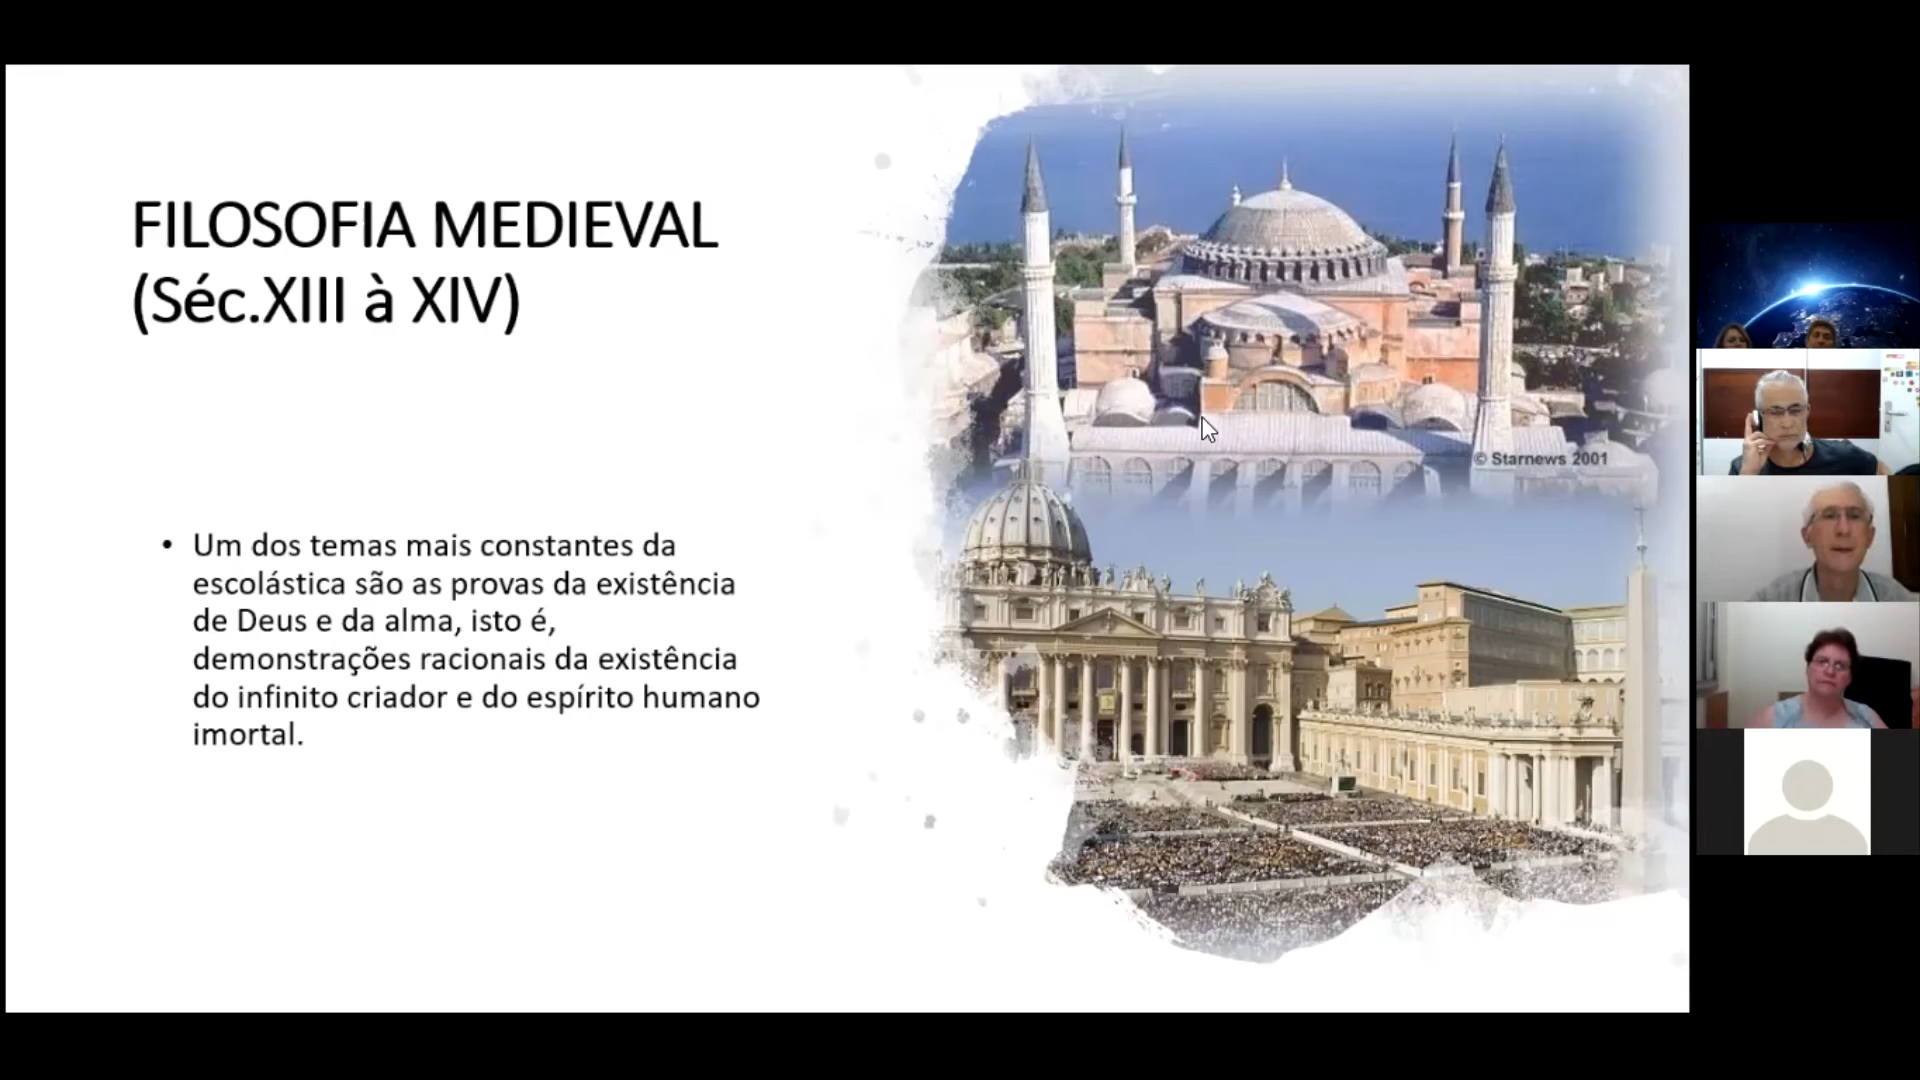 FILOSOFIA MEDIEVAL
(Séc.XIII à XIV)
• Um dos temas mais constantes da
escolástica são as provas da existência
de Deus e da alma, isto é,
demonstrações racionais da existência
do infinito criador e do espírito humano
imortal.
© Starnews 2001